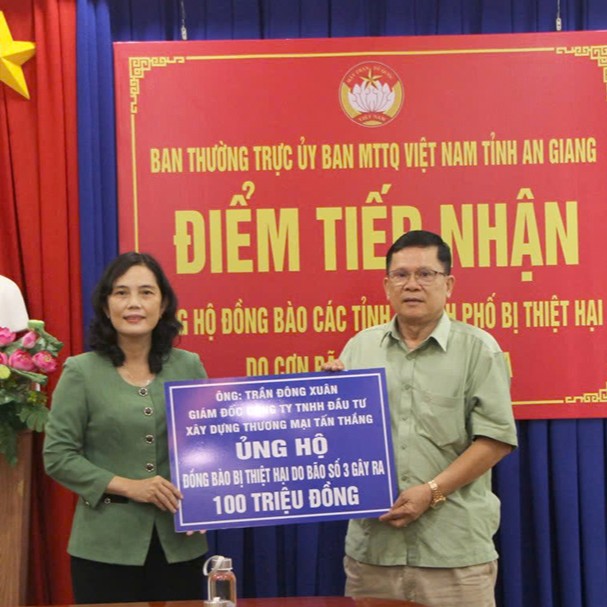 BAN THƯỜNG TRỰC ỦY BAN MTTQ VIỆT NAM TỈNH AN GIANG
ĐIỂM TIẾP NHẬN
HỘ ĐỒNG BÀO CÁC TỈNH PHỐ BỊ THIỆT HẠI
DO CƠN BÃO
VIỆT NAM
ÔNG: TRẦN ĐÔNG XUÂN
GIÁM ĐỐC CÔNG TY TNHH ĐẦU TƯ
XÂY DỰNG THƯƠNG MẠI TẤN THẮNG
ỦNG HỘ
ĐỒNG BÀO BỊ THIỆT HẠI DO BÃO SỐ 3 GÂY RA
100 TRIỆU ĐỒNG